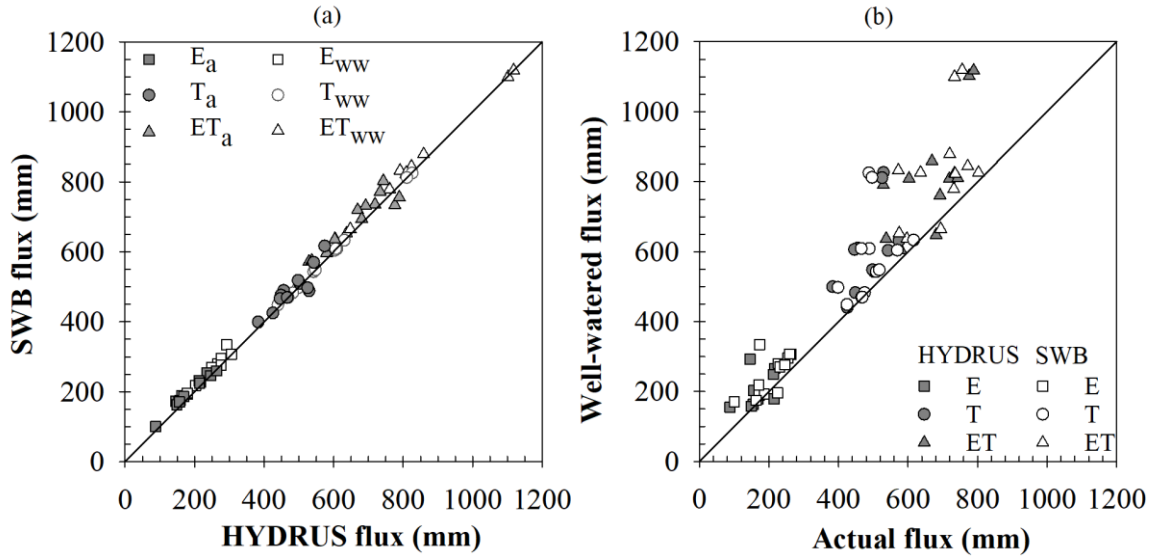 (a)
1200
1000
800
600
400
200
0
SWB flux (mm)
E_a E_ww
T_a T_ww
ET_a ET_ww
0 200 400 600 800 1000 1200
HYDRUS flux (mm)
(b)
1200
1000
800
600
400
200
0
Well-watered flux (mm)
HYDRUS SWB
E E
T T
ET ET
0 200 400 600 800 1000 1200
Actual flux (mm)